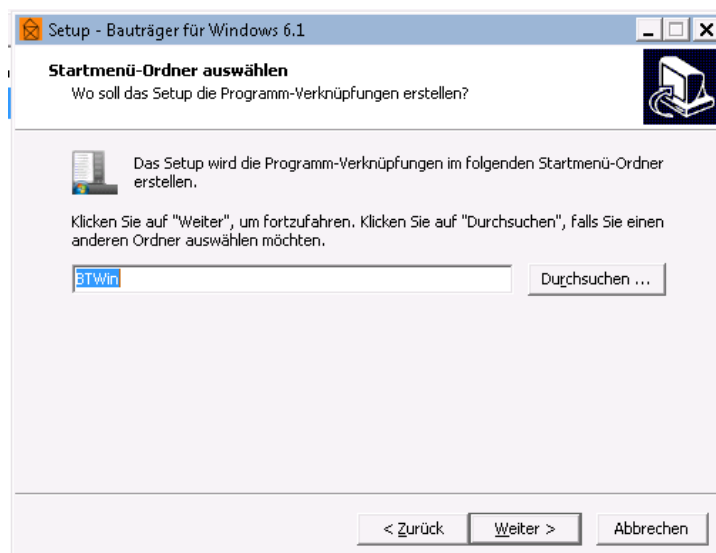 Setup - Bauträger für Windows 6.1
Startmenü-Ordner auswählen
Wo soll das Setup die Programm-Verknüpfungen erstellen?
Das Setup wird die Programm-Verknüpfungen im folgenden Startmenü-Ordner
erstellen.
Klicken Sie auf "Weiter", um fortzufahren. Klicken Sie auf "Durchsuchen", falls Sie einen
anderen Ordner auswählen möchten.
BTWin
Durchsuchen ...
< Zurück
Weiter >
Abbrechen